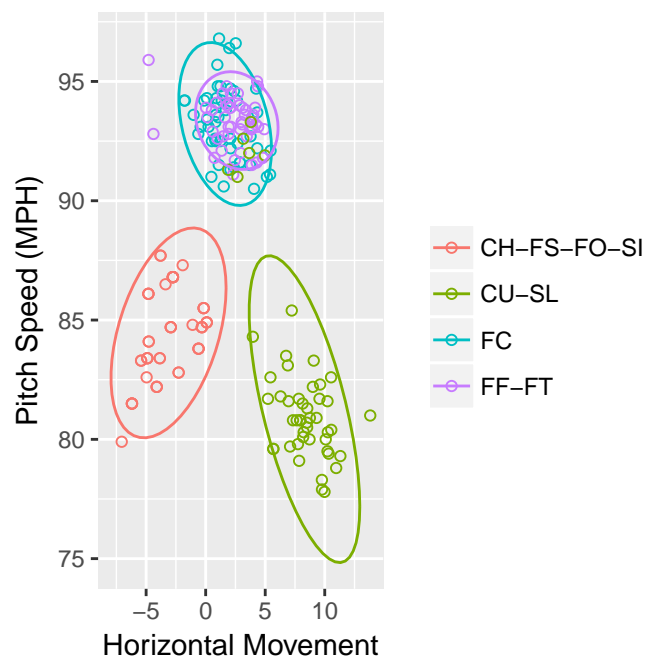 95
90
85
80
75
Pitch Speed (MPH)
−5
0
5
10
Horizontal Movement
CH−FS−FO−SI
CU−SL
FC
FF−FT